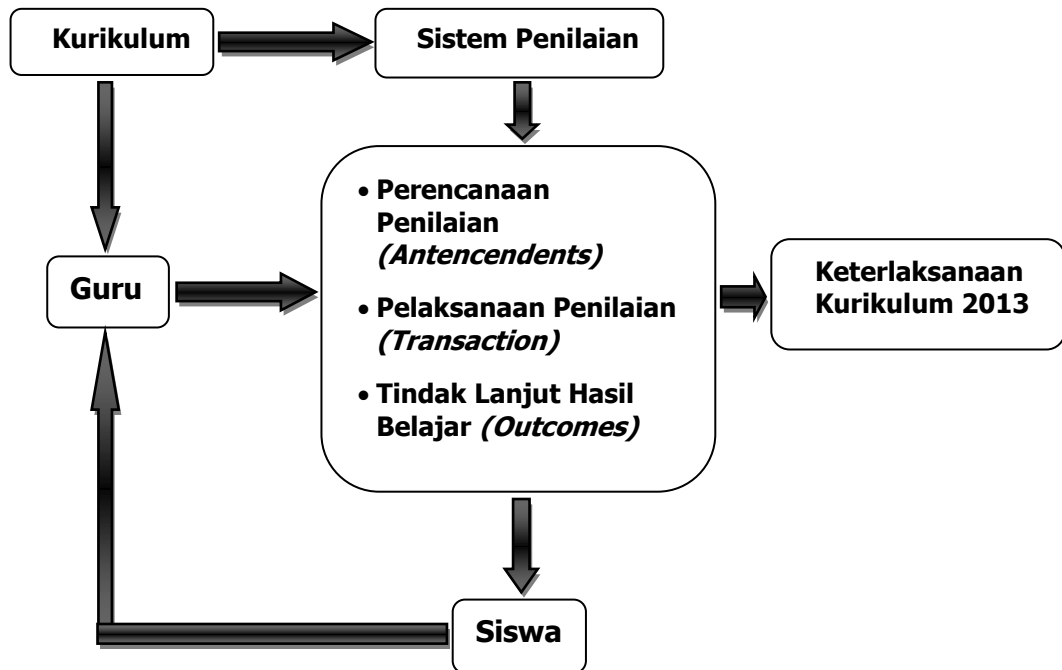 Kurikulum
Sistem Penilaian
• Perencanaan
Penilaian
(Antencendents)
• Pelaksanaan Penilaian
(Transaction)
• Tindak Lanjut Hasil
Belajar (Outcomes)
Guru
Keterlaksanaan
Kurikulum 2013
Siswa